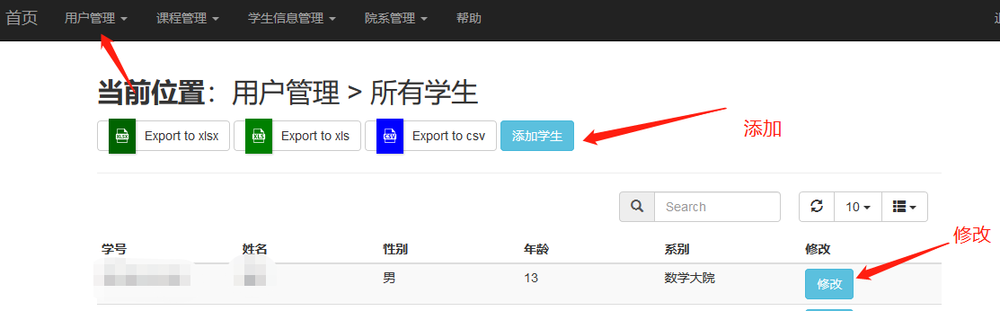 首页 用户管理 课程管理 学生信息管理 院系管理 帮助
当前位置：用户管理 > 所有学生
XLSX Export to xlsx XLS Export to xls CSV Export to csv 添加学生 添加
Search 10
学号 姓名 性别 年龄 系别 修改 修改
男 13 数学大院 修改